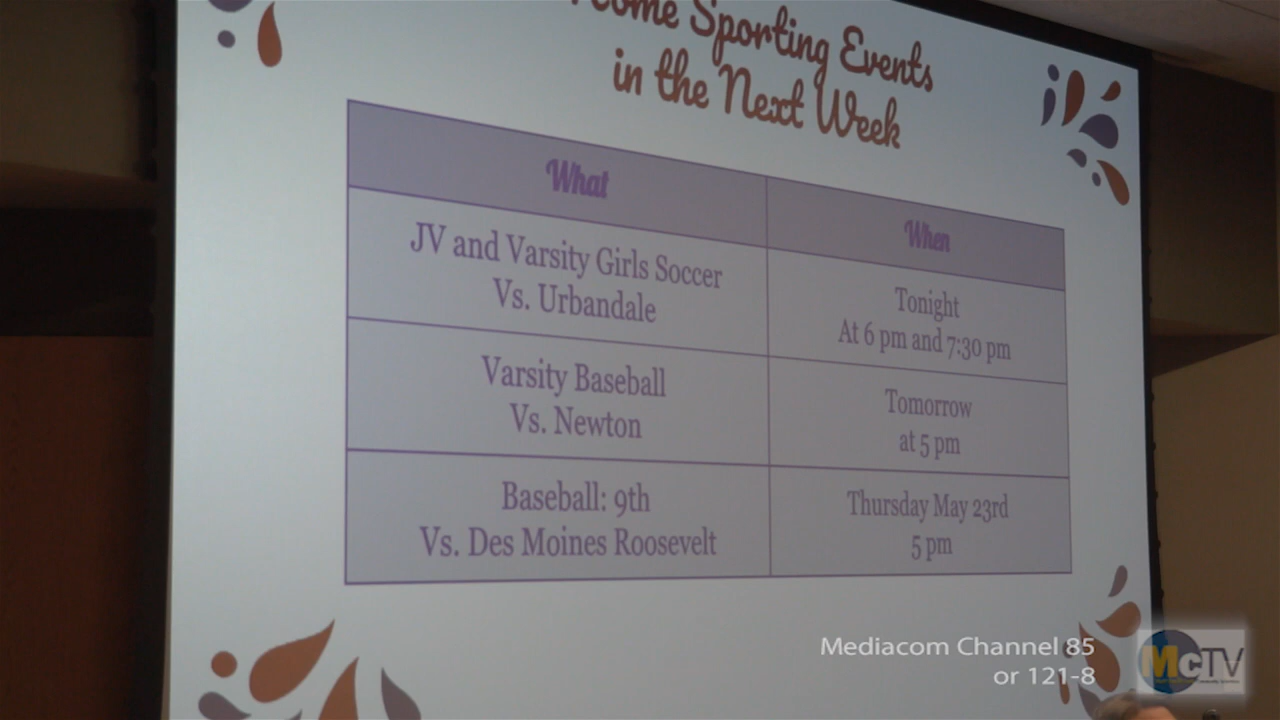 Home Sporting Events
in the Next Week
What
When
JV and Varsity Girls Soccer
Vs. Urbandale
Tonight
At 6 pm and 7:30 pm
Varsity Baseball
Vs. Newton
Tomorrow
at 5 pm
Baseball: 9th
Vs. Des Moines Roosevelt
Thursday May 23rd
5 pm
Mediacom Channel 85
or 121-8
McTV